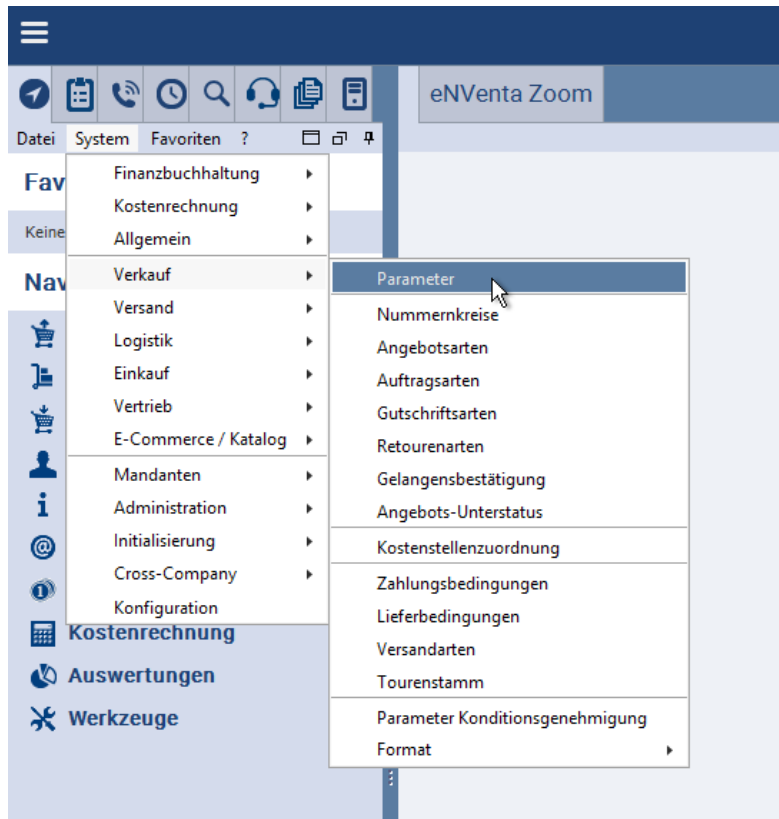 eNVenta Zoom
Datei System Favoriten ?
Fav
Keine
Nav
Finanzbuchhaltung
Kostenrechnung
Allgemein
Verkauf
Versand
Logistik
Einkauf
Vertrieb
E-Commerce / Katalog
Mandanten
Administration
Initialisierung
Cross-Company
Konfiguration
Parameter
Nummernkreise
Angebotsarten
Auftragsarten
Gutschriftsarten
Retourenarten
Gelangensbestätigung
Angebots-Unterstatus
Kostenstellenzuordnung
Zahlungsbedingungen
Lieferbedingungen
Versandarten
Tourenstamm
Parameter Konditionsgenehmigung
Format
Kostenrechnung
Auswertungen
Werkzeuge